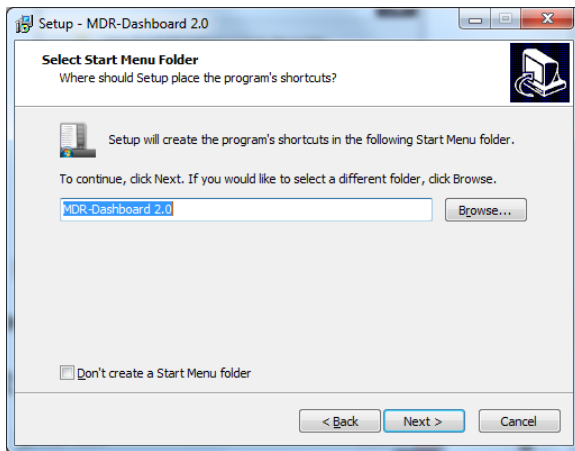 Setup - MDR-Dashboard 2.0
Select Start Menu Folder
Where should Setup place the program's shortcuts?
Setup will create the program's shortcuts in the following Start Menu folder.
To continue, click Next. If you would like to select a different folder, click Browse.
MDR-Dashboard 2.0
Browse...
Don't create a Start Menu folder
< Back
Next >
Cancel